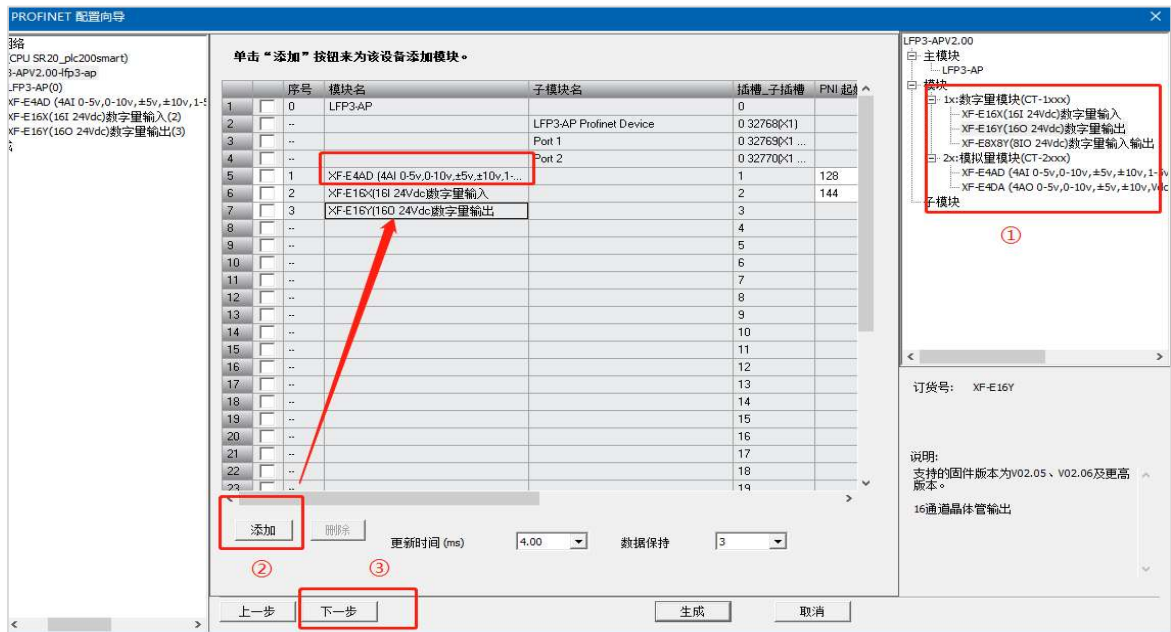 PROFINET 配置向导
CPU SR20_plc200smart)
3-APV2.00-lfp3-ap
LFP3-AP(0)
XF-E4AD (4AI 0-5v,0-10v,±5v,±10v,1-5
XF-E16X(16I 24Vdc)数字量输入(2)
XF-E16Y(16O 24Vdc)数字量输出(3)
单击“添加”按钮来为该设备添加模块。
序号 模块名 子模块名 插槽_子插槽 PNI 起
1 0 LFP3-AP 0
2 -- LFP3-AP Profinet Device 0 32768(X1)
3 -- Port 1 0 32769(X1 ...
4 -- Port 2 0 32770(X1 ...
5 1 XF-E4AD (4AI 0-5v,0-10v,±5v,±10v,1-... 1 128
6 2 XF-E16X(16I 24Vdc)数字量输入 2 144
7 3 XF-E16Y(16O 24Vdc)数字量输出 3
8 -- 4
9 -- 5
10 -- 6
11 -- 7
12 -- 8
13 -- 9
14 -- 10
15 -- 11
16 -- 12
17 -- 13
18 -- 14
19 -- 15
20 -- 16
21 -- 17
22 -- 18
23 -- 19
添加 删除
更新时间 (ms) 4.00 数据保持 3
② ③
上一步 下一步 生成 取消
LFP3-APV2.00
主模块
LFP3-AP
模块
1x:数字量模块(CT-1xxx)
XF-E16X(16I 24Vdc)数字量输入
XF-E16Y(16O 24Vdc)数字量输出
XF-E8X8Y(8IO 24Vdc)数字量输入输出
2x:模拟量模块(CT-2xxx)
XF-E4AD (4AI 0-5v,0-10v,±5v,±10v,1-5v
XF-E4DA (4AO 0-5v,0-10v,±5v,±10v,Vdc
子模块
①
订货号: XF-E16Y
说明:
支持的固件版本为V02.05、V02.06及更高
版本。
16通道晶体管输出